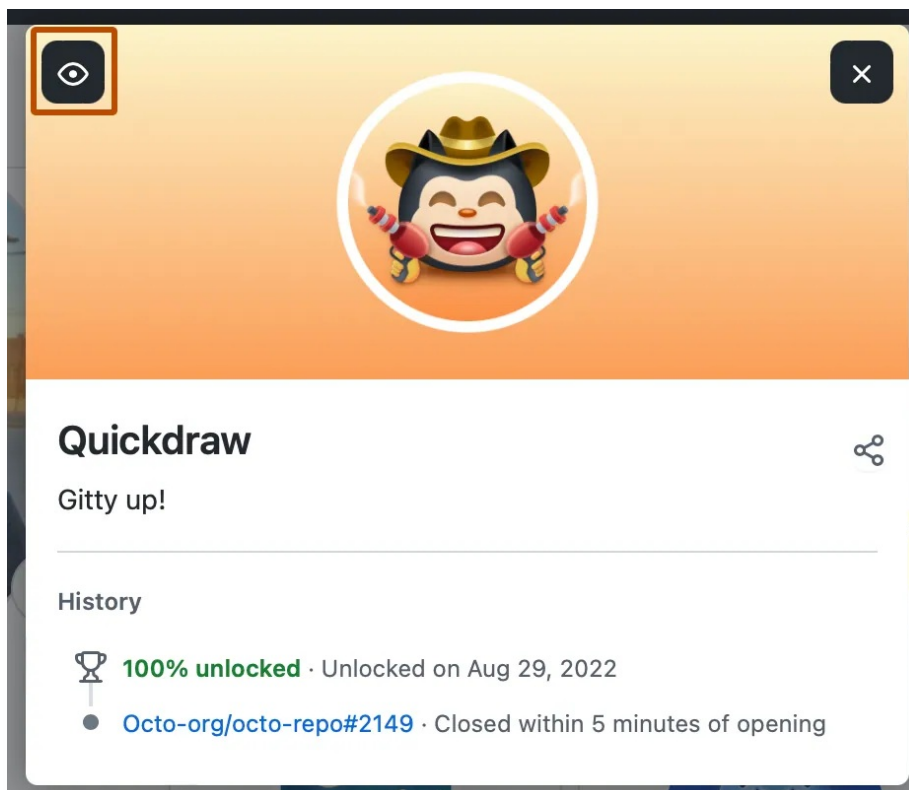 Quickdraw
Gitty up!
History
100% unlocked · Unlocked on Aug 29, 2022
Octo-org/octo-repo#2149 · Closed within 5 minutes of opening